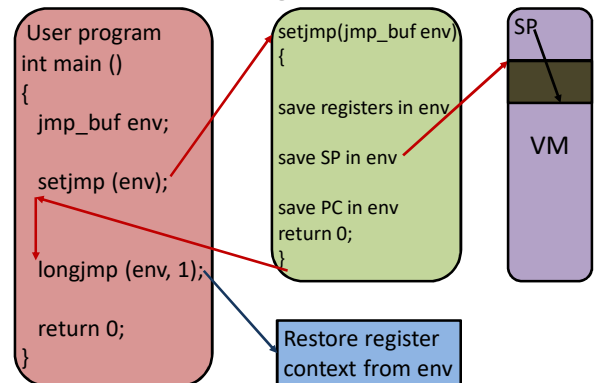 User program
int main ()
{
jmp_buf env;
setjmp (env);
longjmp (env, 1);
return 0;
}
setjmp(jmp_buf env)
{
save registers in env
save SP in env
save PC in env
return 0;
}
Restore register
context from env
SP
VM